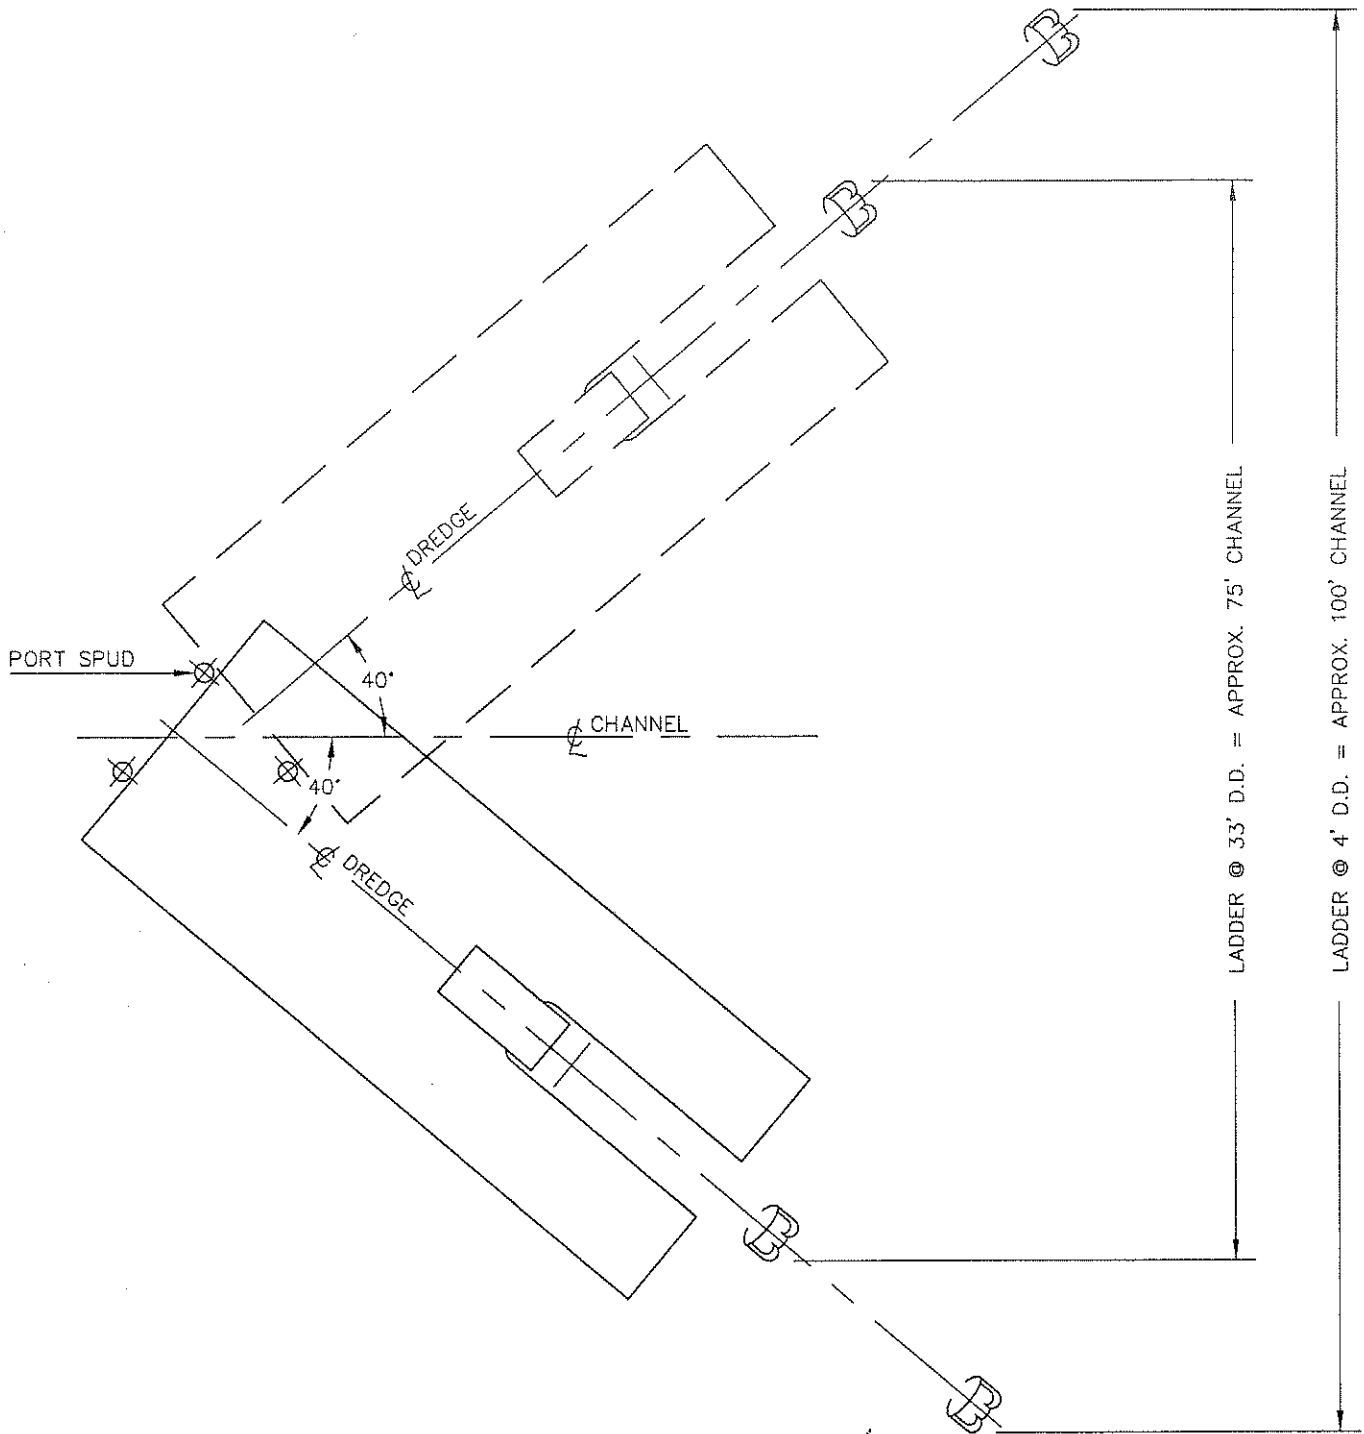 ℄ DREDGE
PORT SPUD
40°
℄ CHANNEL
40°
℄ DREDGE
LADDER @ 33' D.D. = APPROX. 75' CHANNEL
LADDER @ 4' D.D. = APPROX. 100' CHANNEL